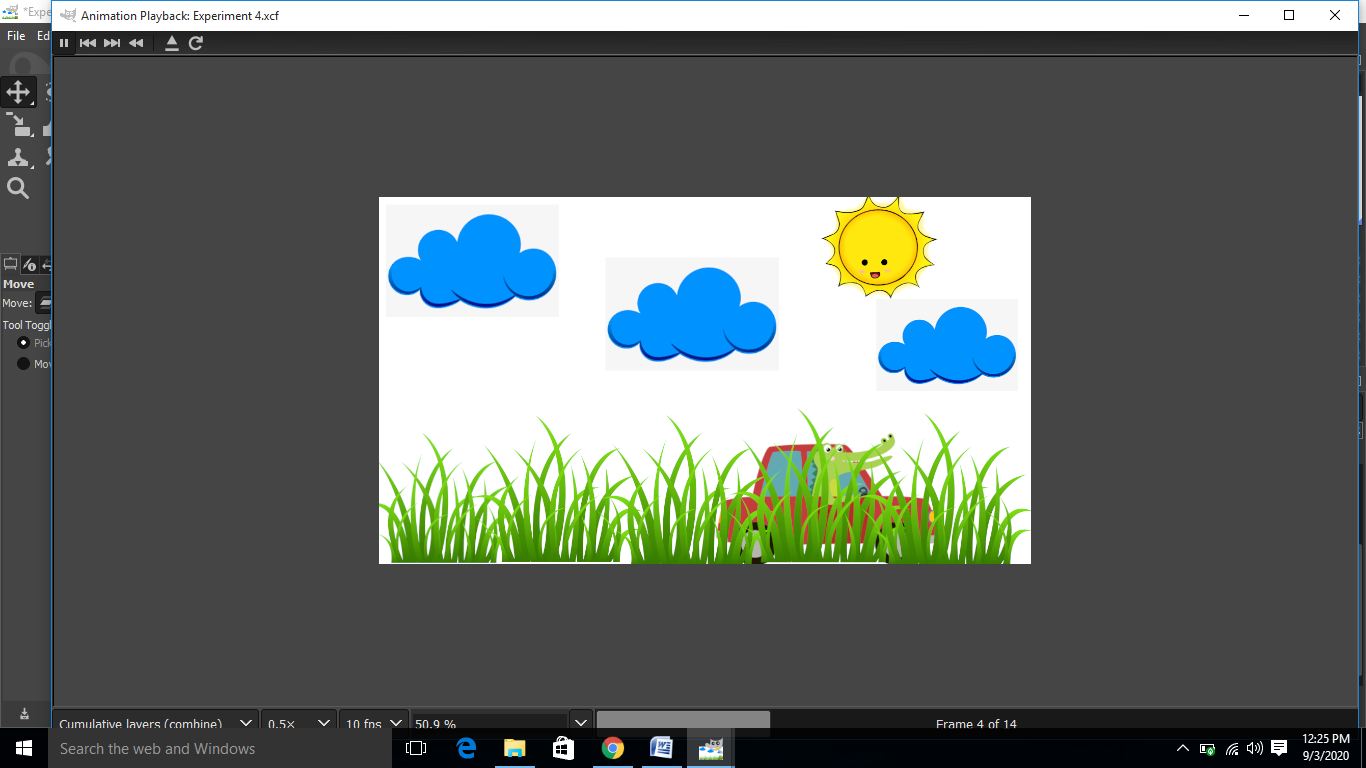 *Expe
Animation Playback: Experiment 4.xcf
File Ed
Move
Move:
Tool Toggl
Pick
Mov
Cumulative layers (combine) 0.5× 10 fps 50.9 % Frame 4 of 14
Search the web and Windows
12:25 PM
9/3/2020